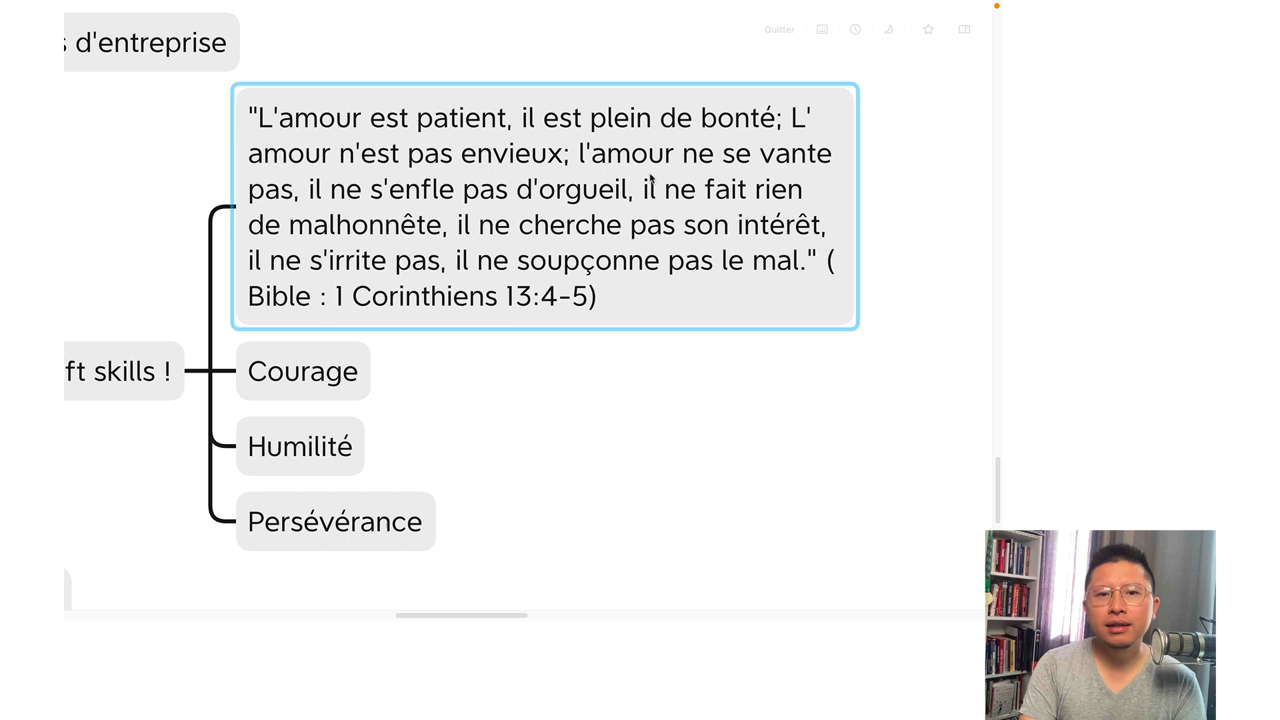 s d'entreprise
Quitter
"L'amour est patient, il est plein de bonté; L'
amour n'est pas envieux; l'amour ne se vante
pas, il ne s'enfle pas d'orgueil, il ne fait rien
de malhonnête, il ne cherche pas son intérêt,
il ne s'irrite pas, il ne soupçonne pas le mal." (
Bible : 1 Corinthiens 13:4-5)
ft skills !
Courage
Humilité
Persévérance